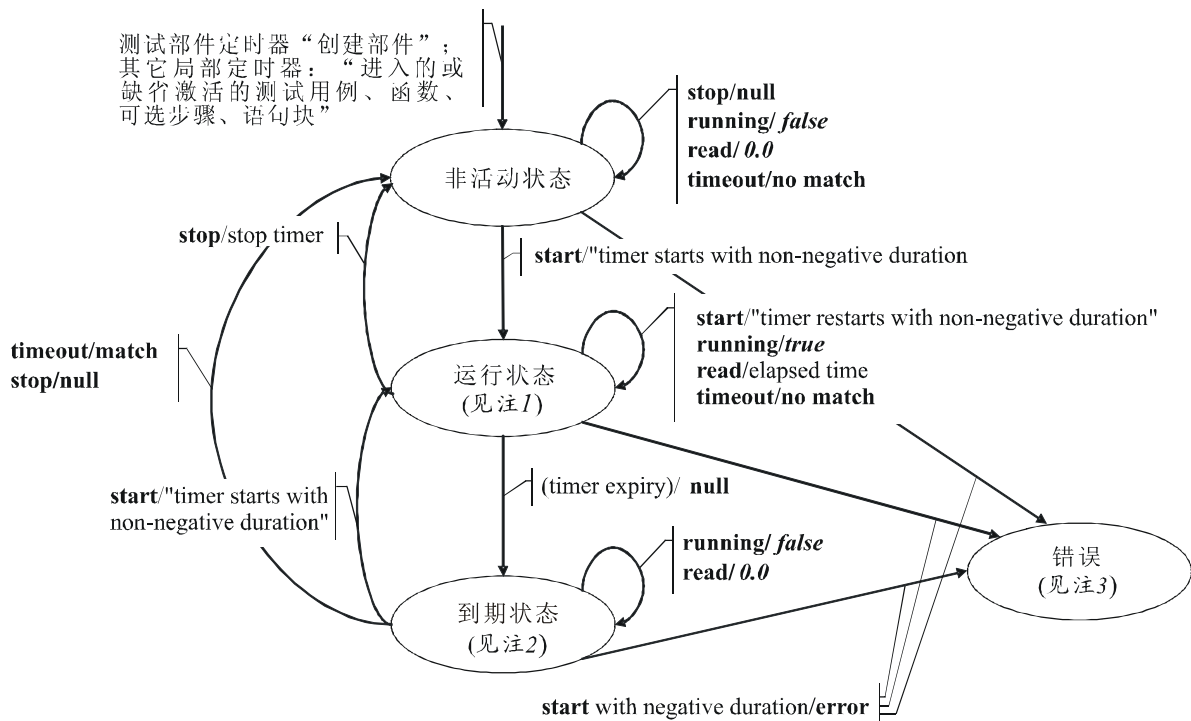 测试部件定时器“创建部件”；
其它局部定时器：“进入的或
缺省激活的测试用例、函数、
可选步骤、语句块”
stop/null
running/ false
read/ 0.0
timeout/no match
非活动状态
stop/stop timer
start/"timer starts with non-negative duration
start/"timer restarts with non-negative duration"
running/true
read/elapsed time
timeout/no match
timeout/match
stop/null
运行状态
(见注1)
(timer expiry)/ null
start/"timer starts with
non-negative duration"
running/ false
read/ 0.0
错误
(见注3)
到期状态
(见注2)
start with negative duration/error